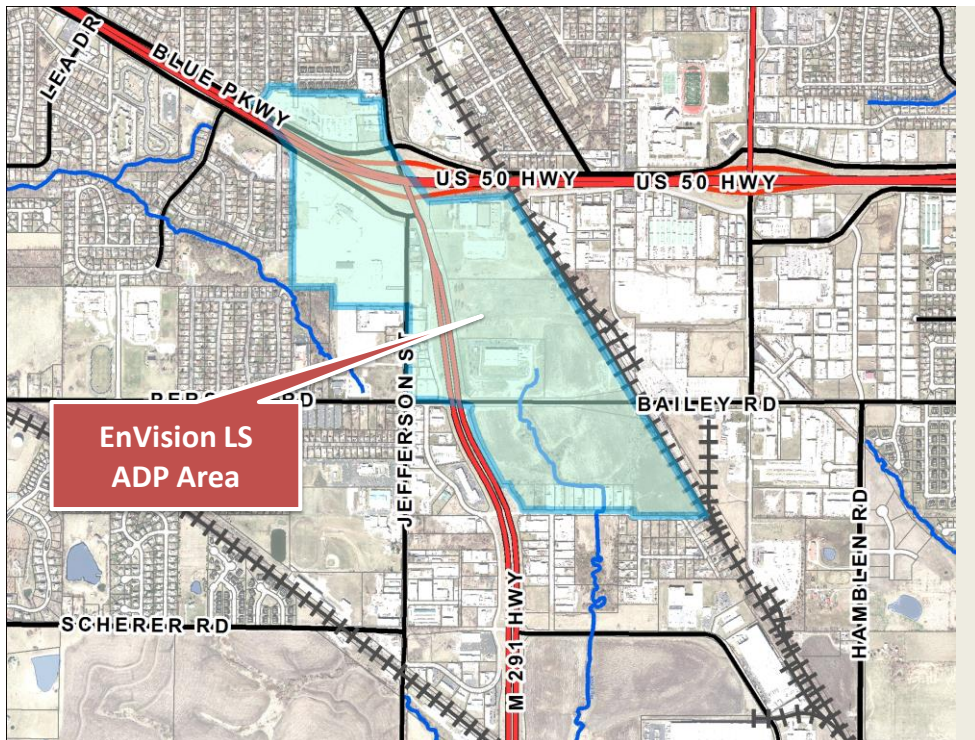 LEA DR
BLUE PKWY
US 50 HWY
US 50 HWY
JEFFERSON ST
RD
BAILEY RD
EnVision LS
ADP Area
HAMBLEN RD
M 291 HWY
SCHERER RD